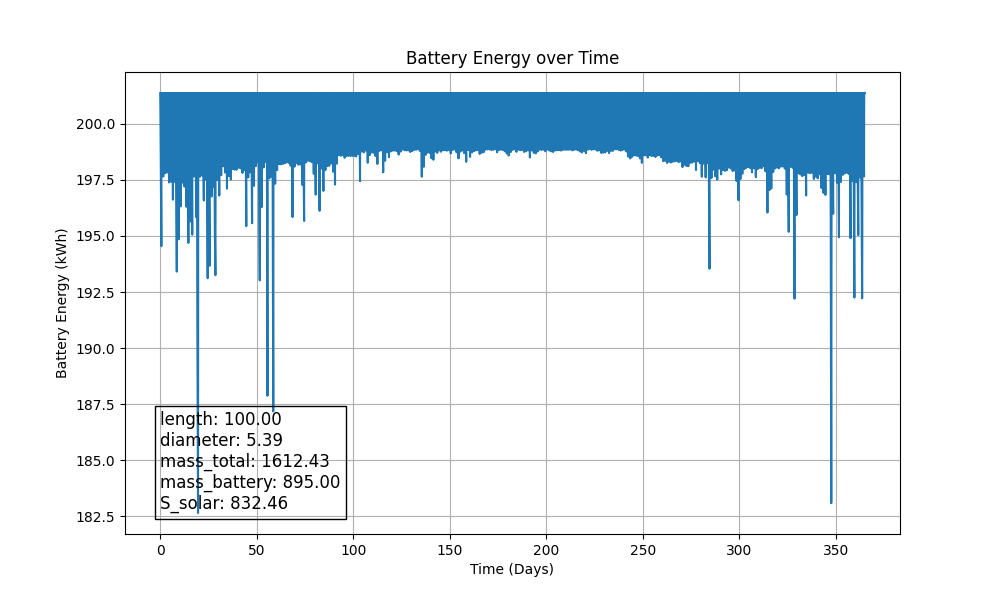 Battery Energy over Time
Battery Energy (kWh)
200.0
197.5
195.0
192.5
190.0
187.5
185.0
182.5
length: 100.00
diameter: 5.39
mass_total: 1612.43
mass_battery: 895.00
S_solar: 832.46
0 50 100 150 200 250 300 350
Time (Days)